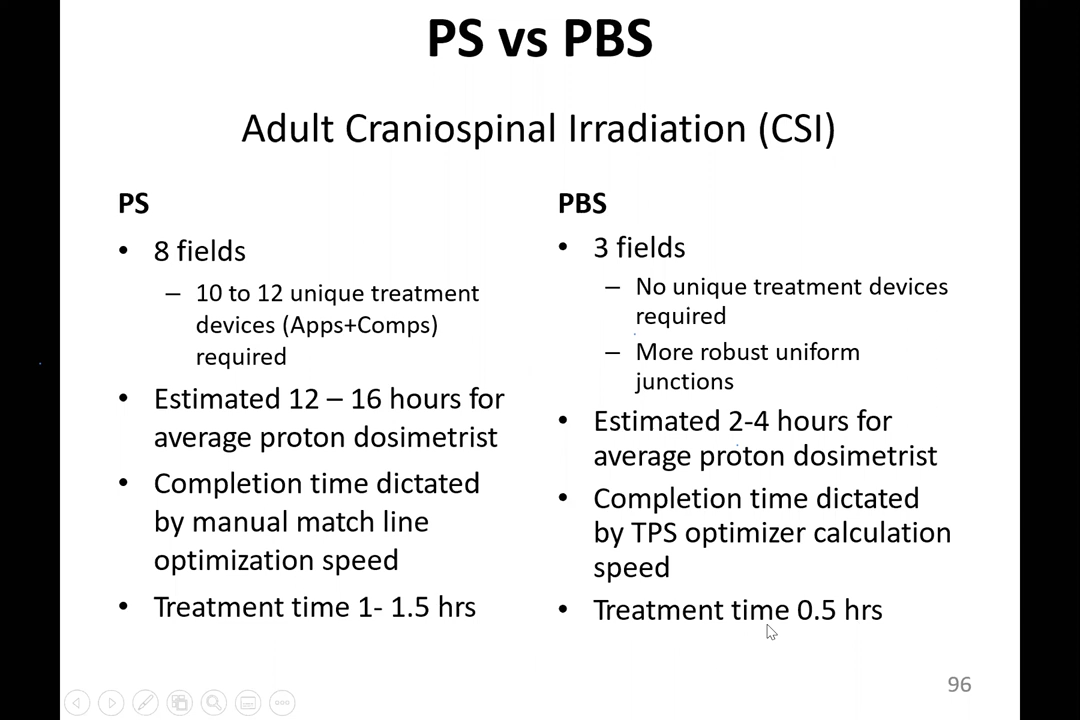 PS vs PBS
Adult Craniospinal Irradiation (CSI)
PS
• 8 fields
– 10 to 12 unique treatment
devices (Apps+Comps)
required
• Estimated 12 – 16 hours for
average proton dosimetrist
• Completion time dictated
by manual match line
optimization speed
• Treatment time 1- 1.5 hrs
PBS
• 3 fields
– No unique treatment devices
required
– More robust uniform
junctions
• Estimated 2-4 hours for
average proton dosimetrist
• Completion time dictated
by TPS optimizer calculation
speed
• Treatment time 0.5 hrs
96